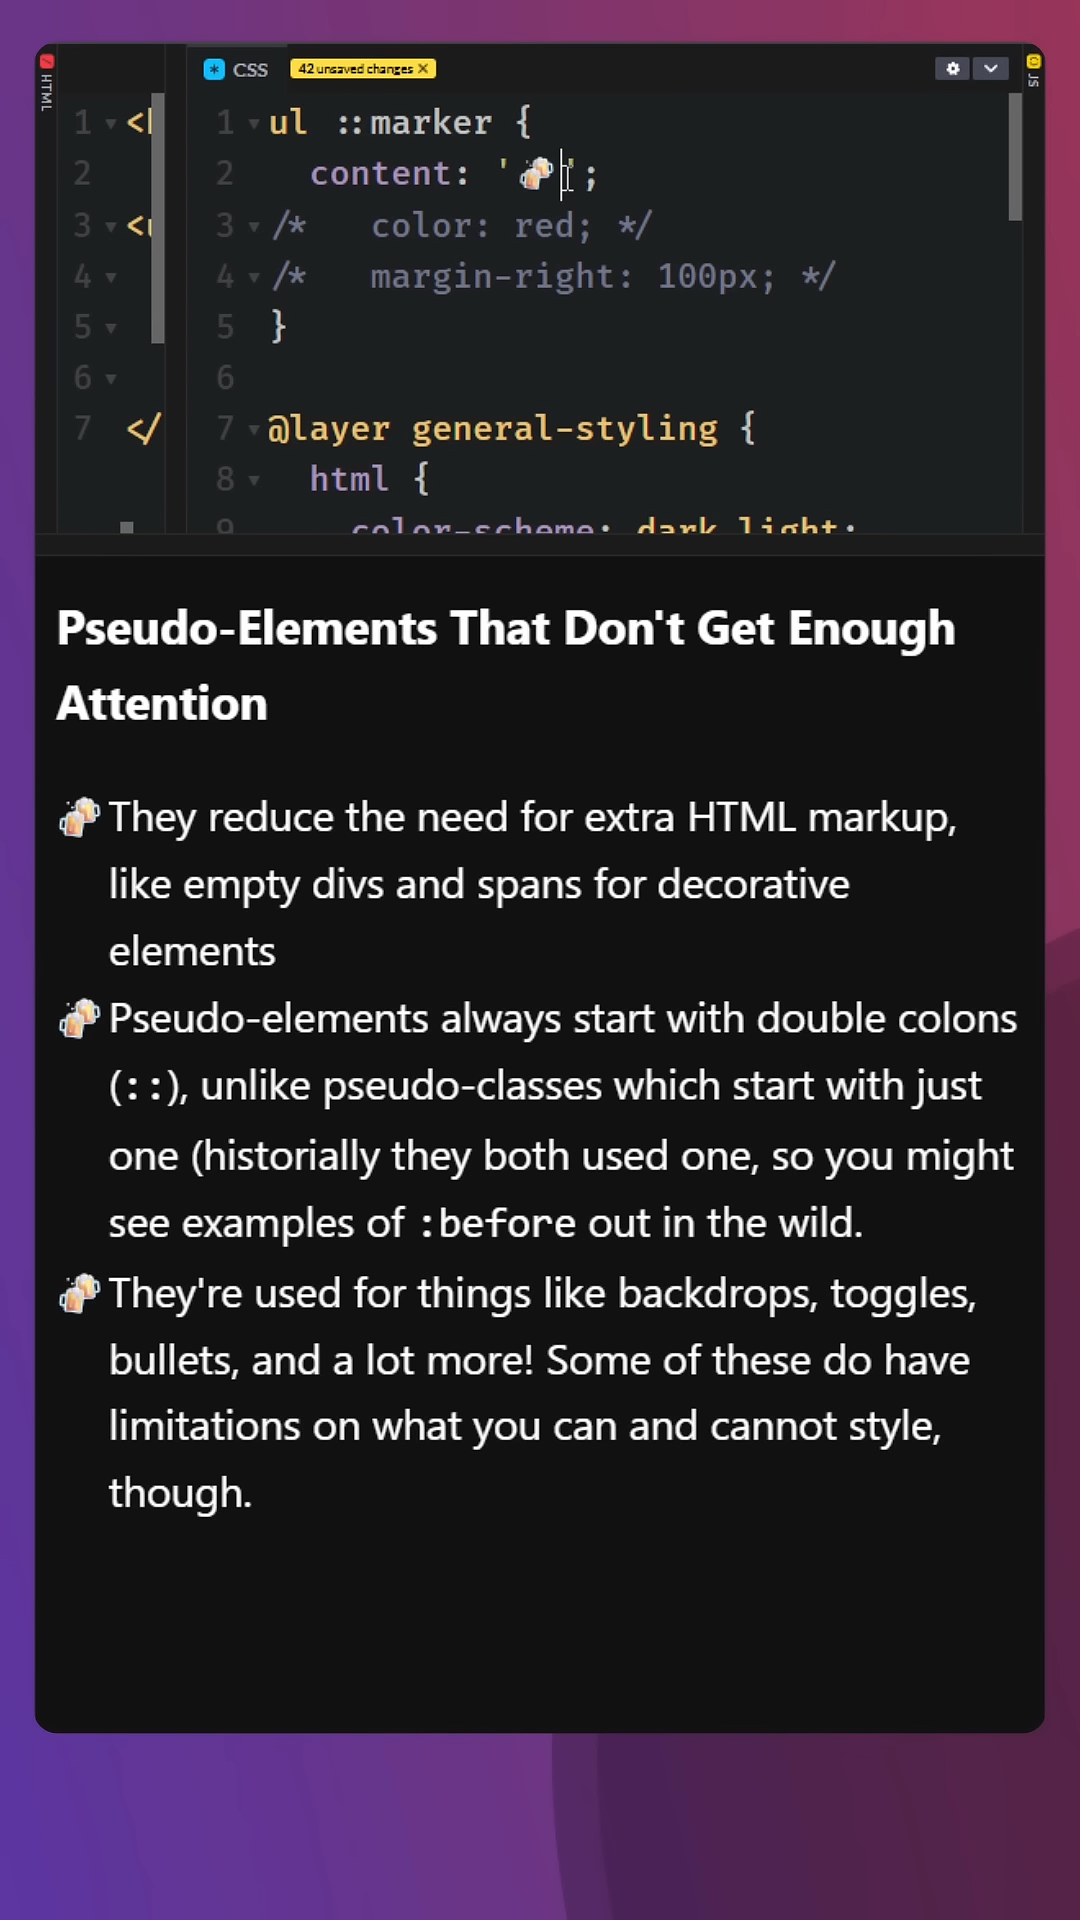 HTML
CSS
42 unsaved changes ×
JS
1 <
2
3 <
4
5
6
7 </
1 ul ::marker {
2 content: '🍻';
3 /* color: red; */
4 /* margin-right: 100px; */
5 }
6
7 @layer general-styling {
8 html {
9 color-scheme: dark light;
Pseudo-Elements That Don't Get Enough
Attention
🍻 They reduce the need for extra HTML markup,
like empty divs and spans for decorative
elements
🍻 Pseudo-elements always start with double colons
(::), unlike pseudo-classes which start with just
one (historially they both used one, so you might
see examples of :before out in the wild.
🍻 They're used for things like backdrops, toggles,
bullets, and a lot more! Some of these do have
limitations on what you can and cannot style,
though.